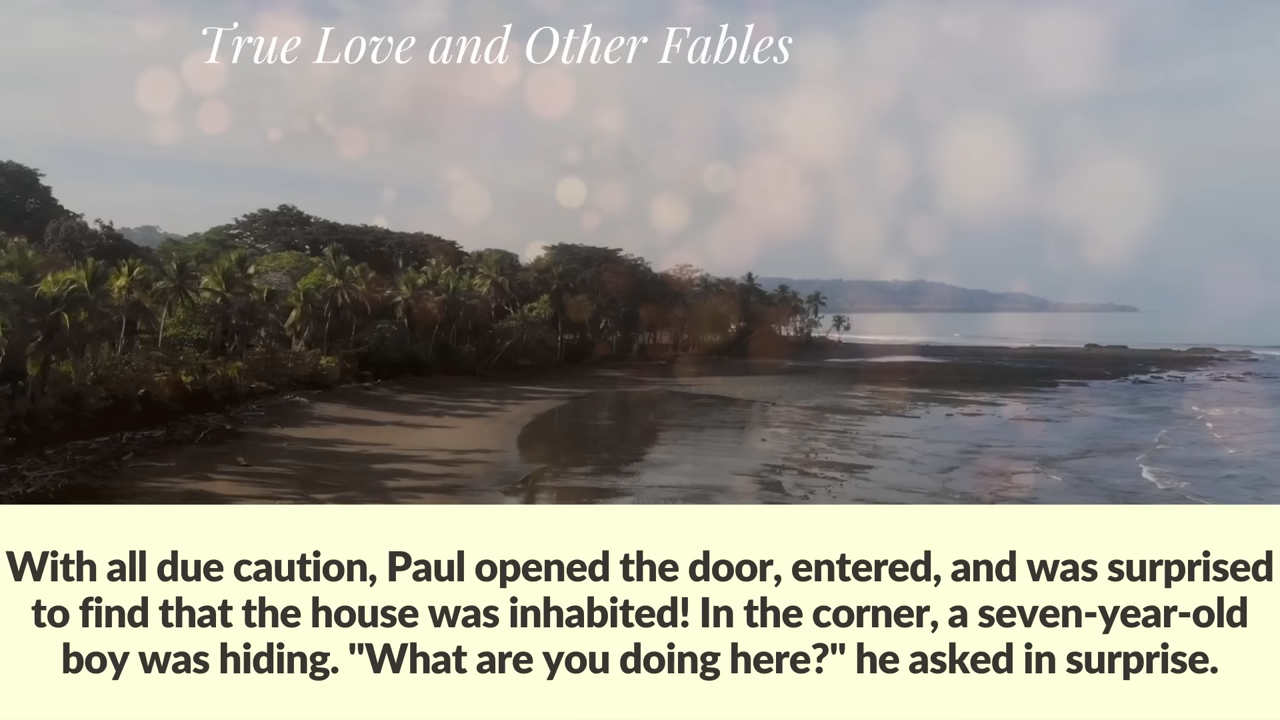 True Love and Other Fables
With all due caution, Paul opened the door, entered, and was surprised
to find that the house was inhabited! In the corner, a seven-year-old
boy was hiding. "What are you doing here?" he asked in surprise.